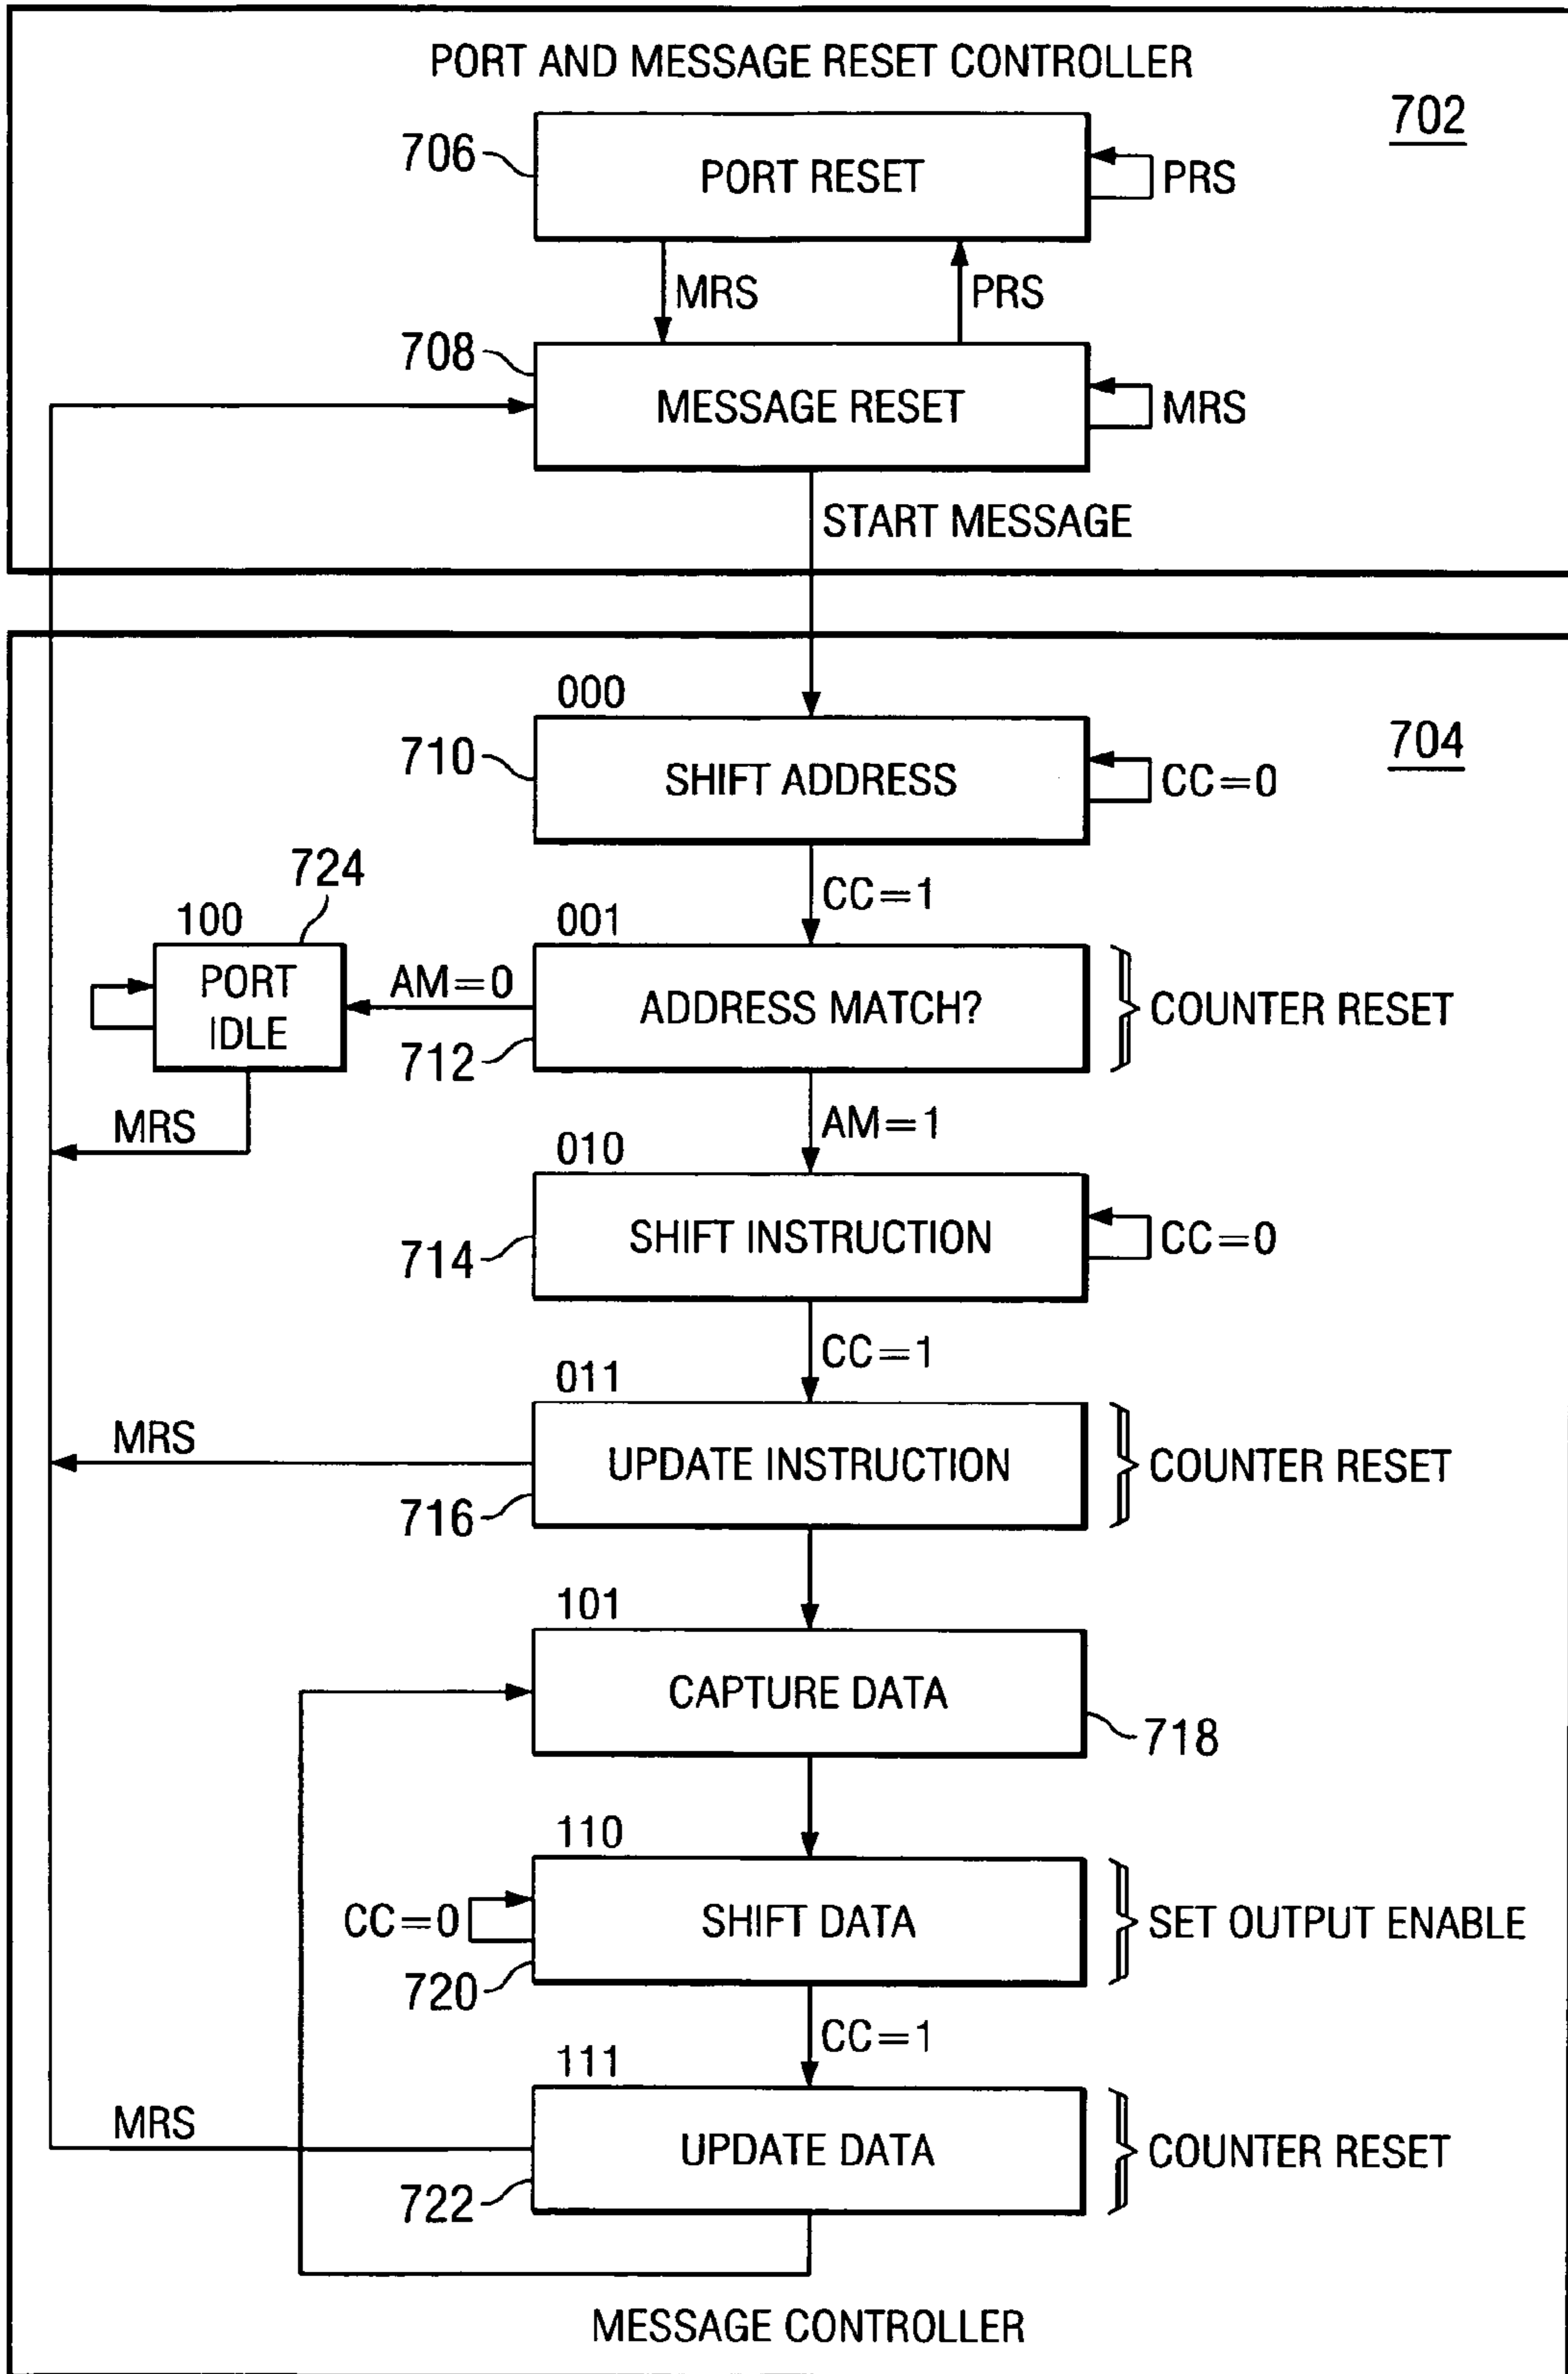 PORT AND MESSAGE RESET CONTROLLER
702
706
PORT RESET
PRS
MRS
PRS
708
MESSAGE RESET
MRS
START MESSAGE
000
704
710
SHIFT ADDRESS
CC=0
724
CC=1
100
001
PORT
IDLE
AM=0
ADDRESS MATCH?
COUNTER RESET
712
MRS
AM=1
010
714
SHIFT INSTRUCTION
CC=0
CC=1
011
MRS
UPDATE INSTRUCTION
COUNTER RESET
716
101
CAPTURE DATA
718
110
CC=0
SHIFT DATA
SET OUTPUT ENABLE
720
CC=1
111
MRS
UPDATE DATA
COUNTER RESET
722
MESSAGE CONTROLLER